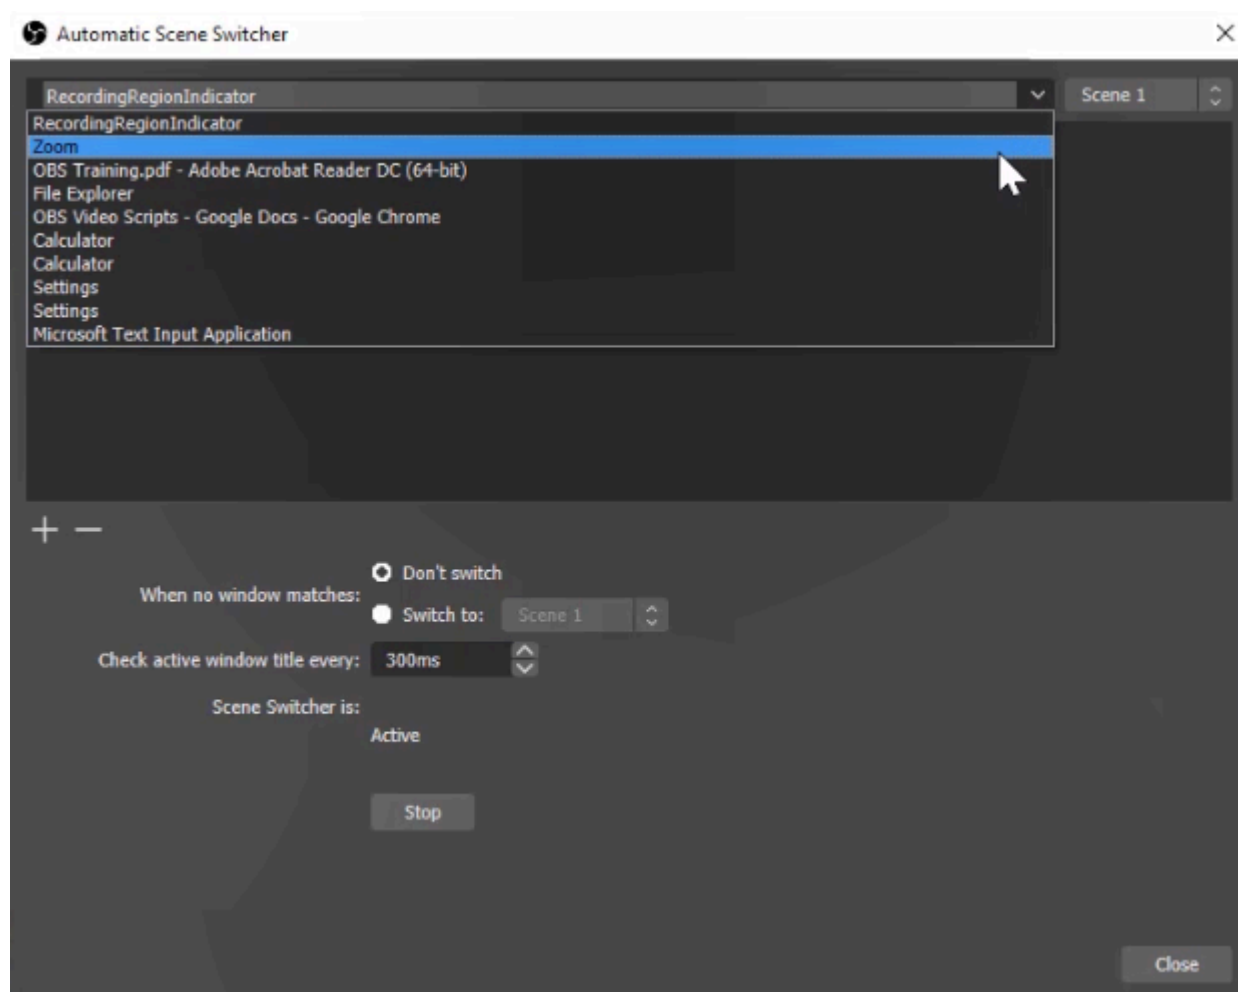 Automatic Scene Switcher
RecordingRegionIndicator
Scene 1
RecordingRegionIndicator
Zoom
OBS Training.pdf - Adobe Acrobat Reader DC (64-bit)
File Explorer
OBS Video Scripts - Google Docs - Google Chrome
Calculator
Calculator
Settings
Settings
Microsoft Text Input Application
When no window matches:
Don't switch
Switch to:
Scene 1
Check active window title every:
300ms
Scene Switcher is:
Active
Stop
Close